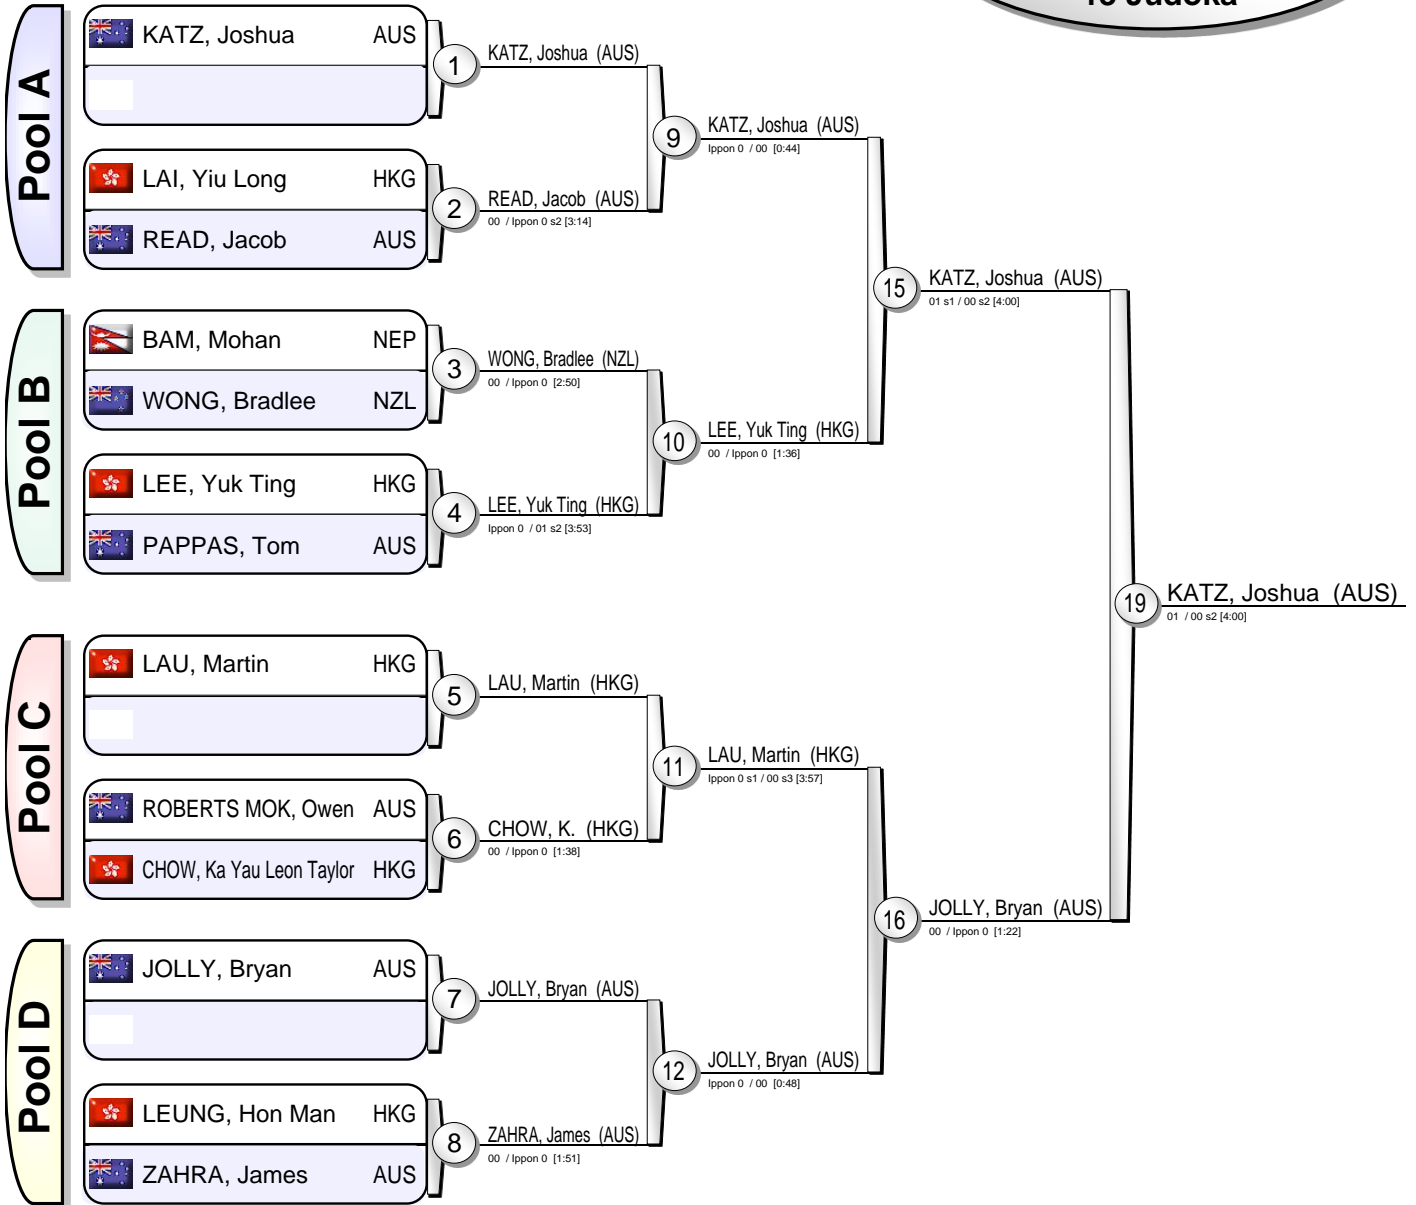 13 Judoka
Pool A
KATZ, Joshua AUS
1
KATZ, Joshua (AUS)
LAI, Yiu Long HKG
READ, Jacob AUS
2
READ, Jacob (AUS)
00 / Ippon 0 s2 [3:14]
9
KATZ, Joshua (AUS)
Ippon 0 / 00 [0:44]
Pool B
BAM, Mohan NEP
WONG, Bradlee NZL
3
WONG, Bradlee (NZL)
00 / Ippon 0 [2:50]
LEE, Yuk Ting HKG
PAPPAS, Tom AUS
4
LEE, Yuk Ting (HKG)
Ippon 0 / 01 s2 [3:53]
10
LEE, Yuk Ting (HKG)
00 / Ippon 0 [1:36]
15
KATZ, Joshua (AUS)
01 s1 / 00 s2 [4:00]
Pool C
LAU, Martin HKG
5
LAU, Martin (HKG)
ROBERTS MOK, Owen AUS
CHOW, Ka Yau Leon Taylor HKG
6
CHOW, K. (HKG)
00 / Ippon 0 [1:38]
11
LAU, Martin (HKG)
Ippon 0 s1 / 00 s3 [3:57]
Pool D
JOLLY, Bryan AUS
7
JOLLY, Bryan (AUS)
LEUNG, Hon Man HKG
ZAHRA, James AUS
8
ZAHRA, James (AUS)
00 / Ippon 0 [1:51]
12
JOLLY, Bryan (AUS)
Ippon 0 / 00 [0:48]
16
JOLLY, Bryan (AUS)
00 / Ippon 0 [1:22]
19
KATZ, Joshua (AUS)
01 / 00 s2 [4:00]